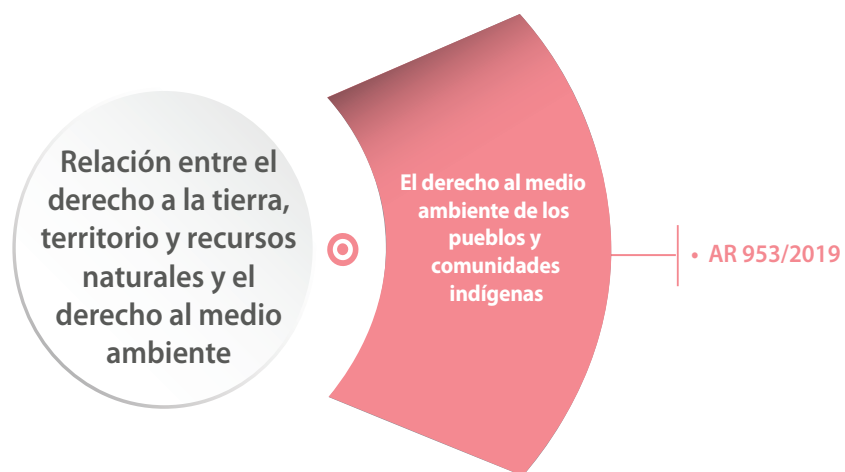 Relación entre el
derecho a la tierra,
territorio y recursos
naturales y el
derecho al medio
ambiente
El derecho al medio
ambiente de los
pueblos y
comunidades
indígenas
• AR 953/2019